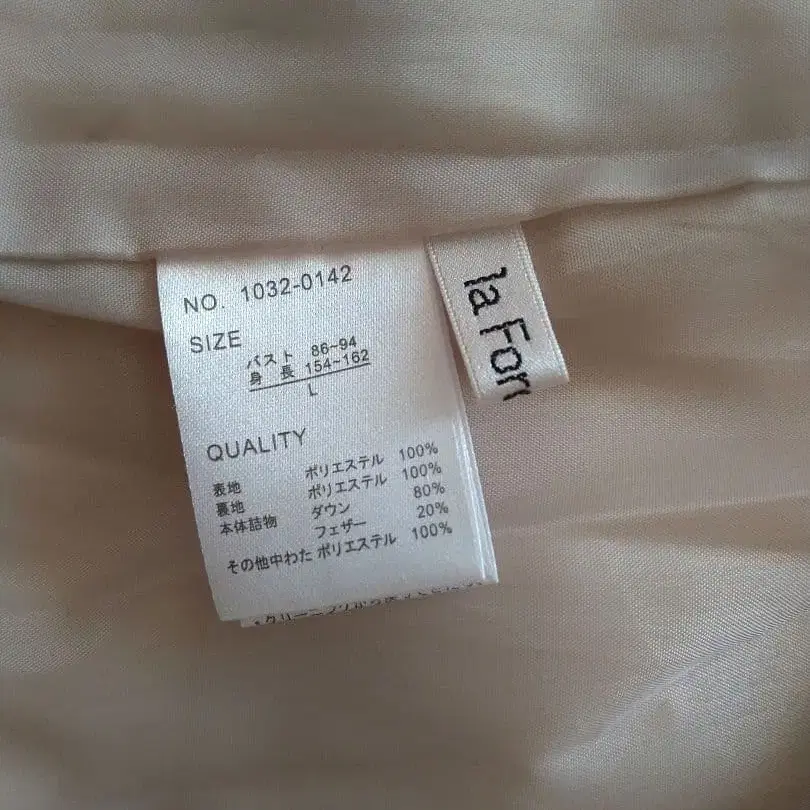 NO. 1032-0142
SIZE
バスト 86~94
身 長 154~162
L
QUALITY
表地 ポリエステル 100%
裏地 ポリエステル 100%
本体詰物 ダウン 80%
フェザー 20%
その他中わた ポリエステル 100%
la For